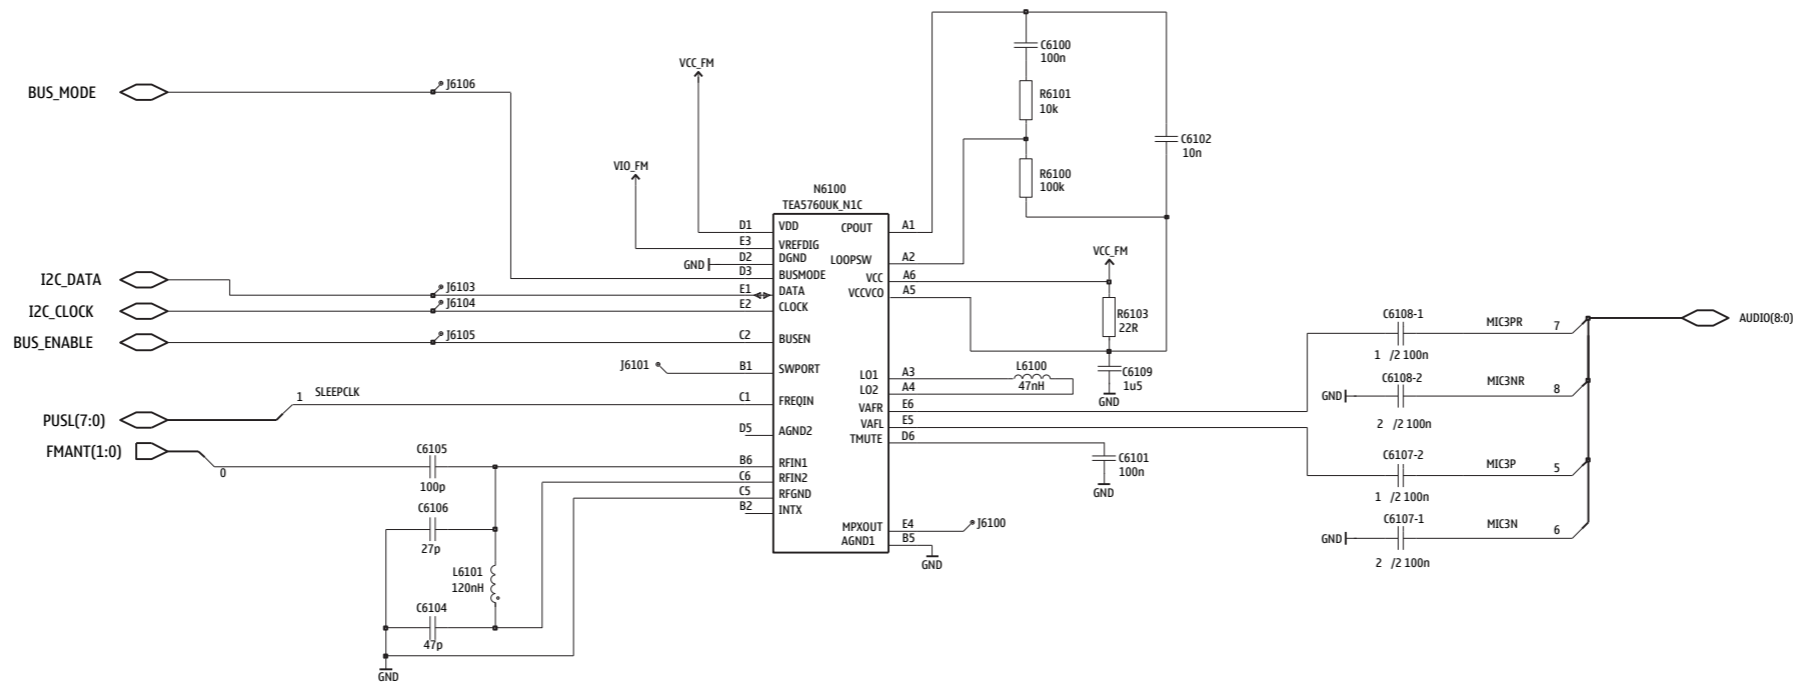 C6100
100n
BUS_MODE
J6106
VCC_FM
R6101
10k
C6102
10n
VIO_FM
R6100
100k
N6100
TEA5760UK_N1C
D1 VDD CPOUT A1
E3 VREFDIG
GND D2 DGND
LOOPSW A2
D3 BUSMODE
VCC A6
VCC_FM
I2C_DATA
J6103
E1 DATA
VCCVCO A5
I2C_CLOCK
J6104
E2 CLOCK
R6103
22R
BUS_ENABLE
J6105
C2 BUSEN
J6101
B1 SWPORT
LO1 A3
L6100
47nH
LO2 A4
C6109
1u5
GND
PUSL(7:0)
1 SLEEPCLK
C1 FREQIN
VAFR E6
VAFL E5
D5 AGND2
TMUTE D6
C6101
100n
GND
FMANT(1:0)
0
C6105
100p
B6 RFIN1
C6 RFIN2
C5 RFGND
B2 INTX
C6106
27p
MPXOUT E4
J6100
AGND1 B5
GND
L6101
120nH
C6104
47p
GND
C6108-1
MIC3PR
7
1 /2 100n
AUDIO(8:0)
C6108-2
MIC3NR
8
GND
2 /2 100n
C6107-2
MIC3P
5
1 /2 100n
C6107-1
MIC3N
6
GND
2 /2 100n